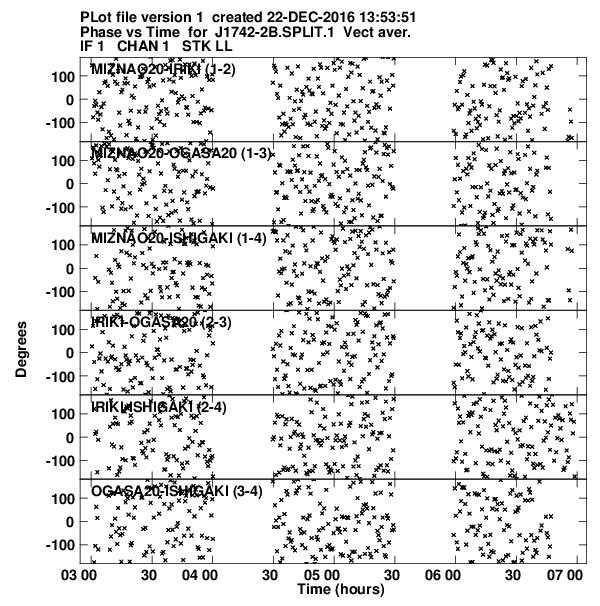 PLot file version 1 created 22-DEC-2016 13:53:51
Phase vs Time for J1742-2B.SPLIT.1 Vect aver.
IF 1 CHAN 1 STK LL
MIZNAO20-IRIKI (1-2)
100
0
-100
MIZNAO20-OGASA20 (1-3)
100
0
-100
MIZNAO20-ISHIGAKI (1-4)
100
0
-100
IRIKI-OGASA20 (2-3)
100
0
-100
IRIKI-ISHIGAKI (2-4)
100
0
-100
OGASA20-ISHIGAKI (3-4)
100
0
-100
Degrees
03 00 30 04 00 30 05 00 30 06 00 30 07 00
Time (hours)